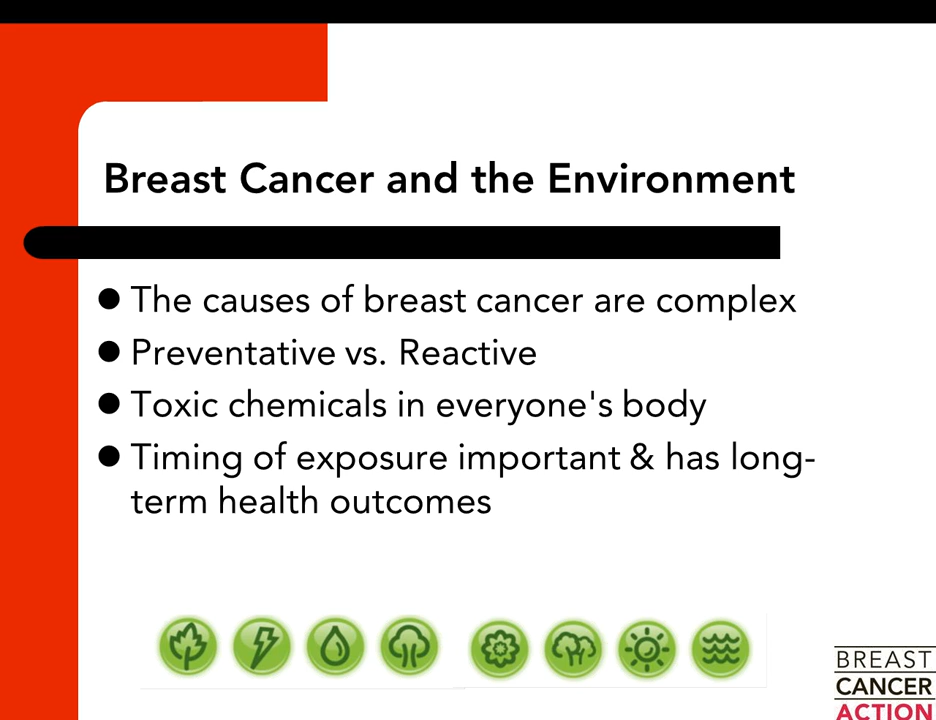 Breast Cancer and the Environment
● The causes of breast cancer are complex
● Preventative vs. Reactive
● Toxic chemicals in everyone's body
● Timing of exposure important & has long-
term health outcomes
BREAST
CANCER
ACTION